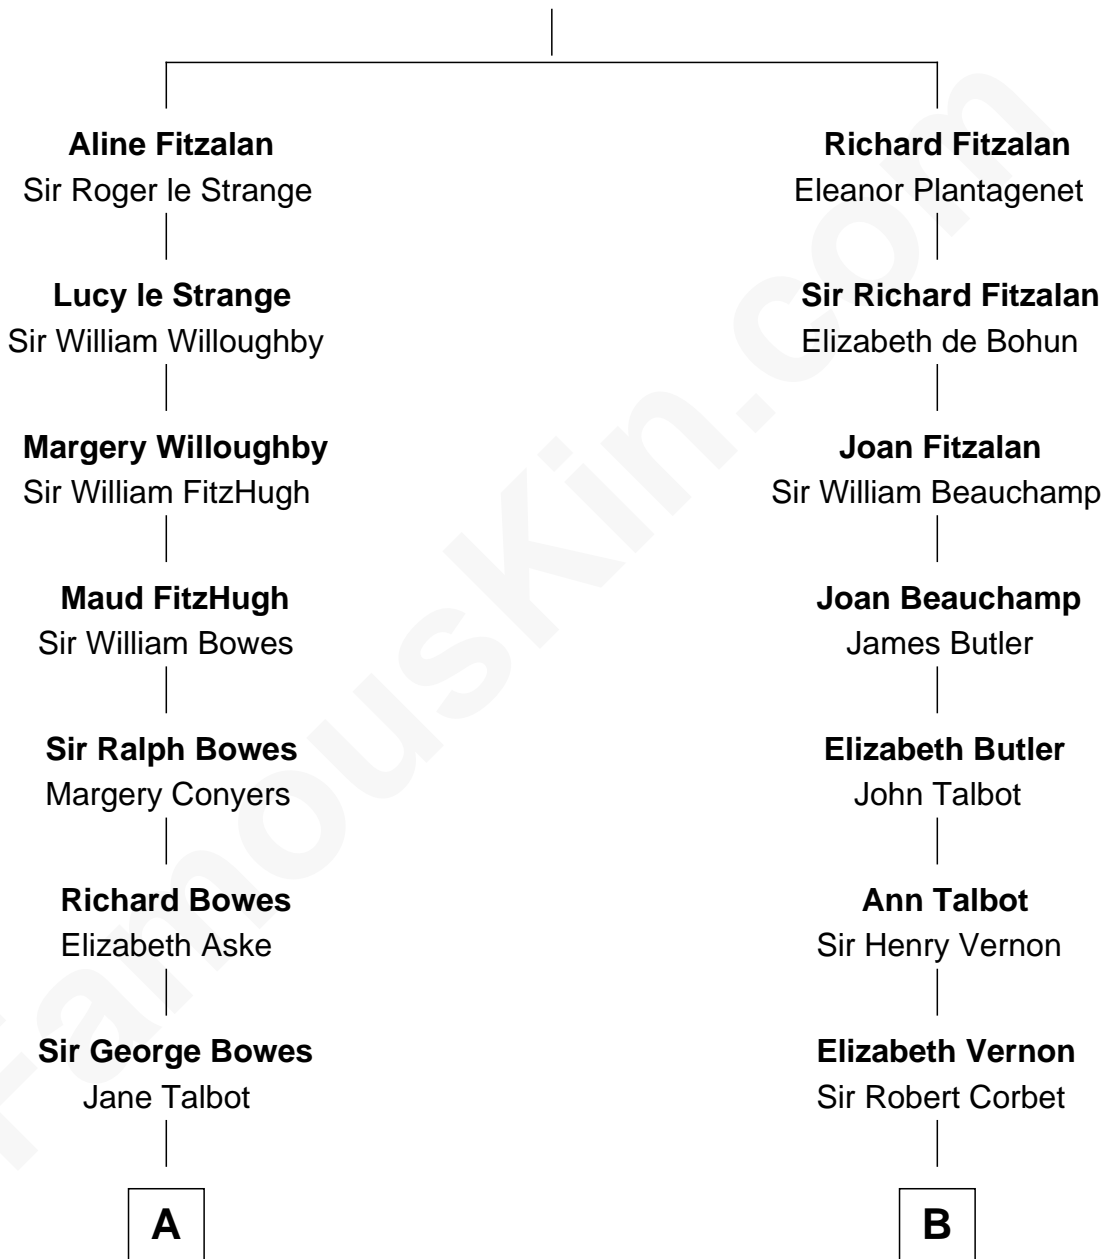 Aline Fitzalan
Sir Roger le Strange
Lucy le Strange
Sir William Willoughby
Margery Willoughby
Sir William FitzHugh
Maud FitzHugh
Sir William Bowes
Sir Ralph Bowes
Margery Conyers
Richard Bowes
Elizabeth Aske
Sir George Bowes
Jane Talbot
A
Richard Fitzalan
Eleanor Plantagenet
Sir Richard Fitzalan
Elizabeth de Bohun
Joan Fitzalan
Sir William Beauchamp
Joan Beauchamp
James Butler
Elizabeth Butler
John Talbot
Ann Talbot
Sir Henry Vernon
Elizabeth Vernon
Sir Robert Corbet
B
FamousKin.com